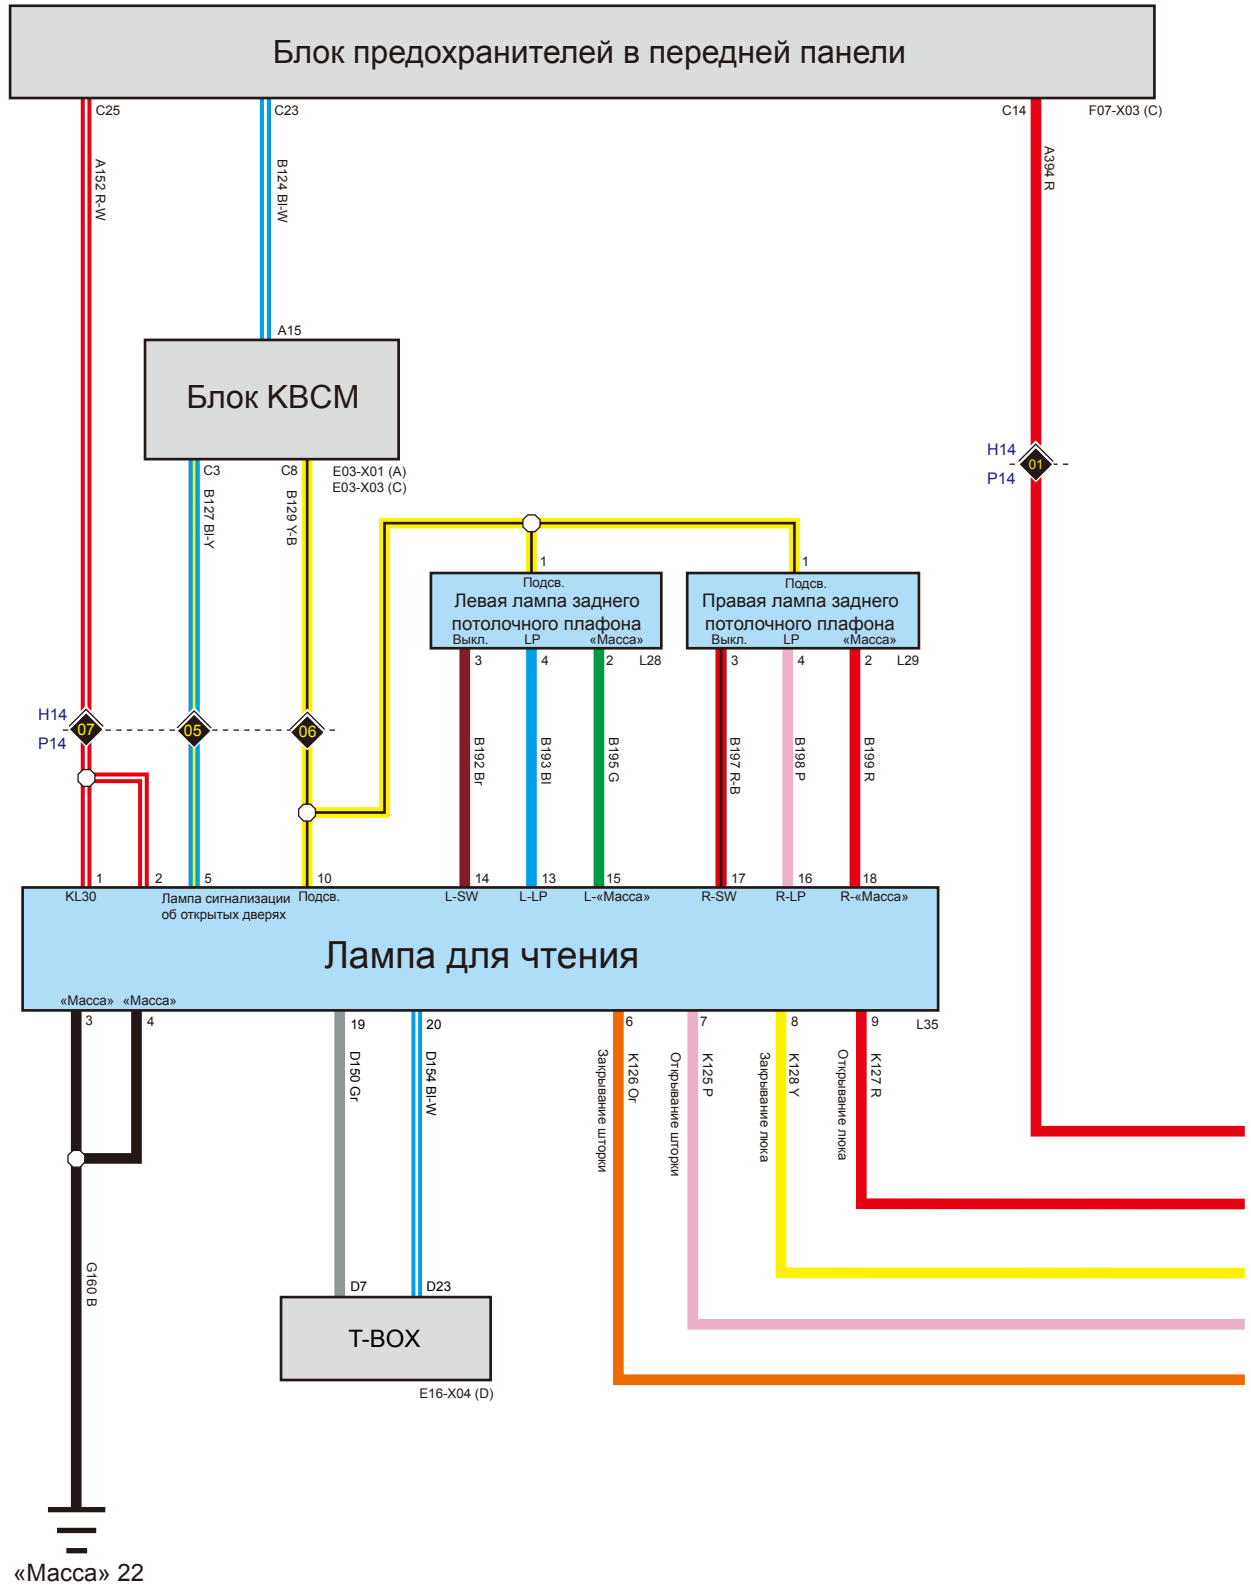 Блок предохранителей в передней панели
C25
C23
C14
F07-X03 (C)
A152 R-W
B124 Bl-W
A394 R
A15
Блок KBCM
C3
C8
E03-X01 (A)
E03-X03 (C)
B127 Bl-Y
B129 Y-B
H14
01
P14
1
1
Подсв.
Левая лампа заднего
потолочного плафона
Выкл.
LP
«Масса»
Подсв.
Правая лампа заднего
потолочного плафона
Выкл.
LP
«Масса»
3
4
2
L28
3
4
2
L29
H14
07
05
06
P14
B192 Br
B193 Bl
B195 G
B197 R-B
B198 P
B199 R
1
2
5
10
14
13
15
17
16
18
KL30
Лампа сигнализации
об открытых дверях
Подсв.
L-SW
L-LP
L-«Масса»
R-SW
R-LP
R-«Масса»
Лампа для чтения
«Масса»
«Масса»
3
4
19
20
6
7
8
9
L35
D150 Gr
D154 Bl-W
Закрывание шторки
K126 Or
Открывание шторки
K125 P
Закрывание люка
K128 Y
Открывание люка
K127 R
G160 B
D7
D23
T-BOX
E16-X04 (D)
«Масса» 22